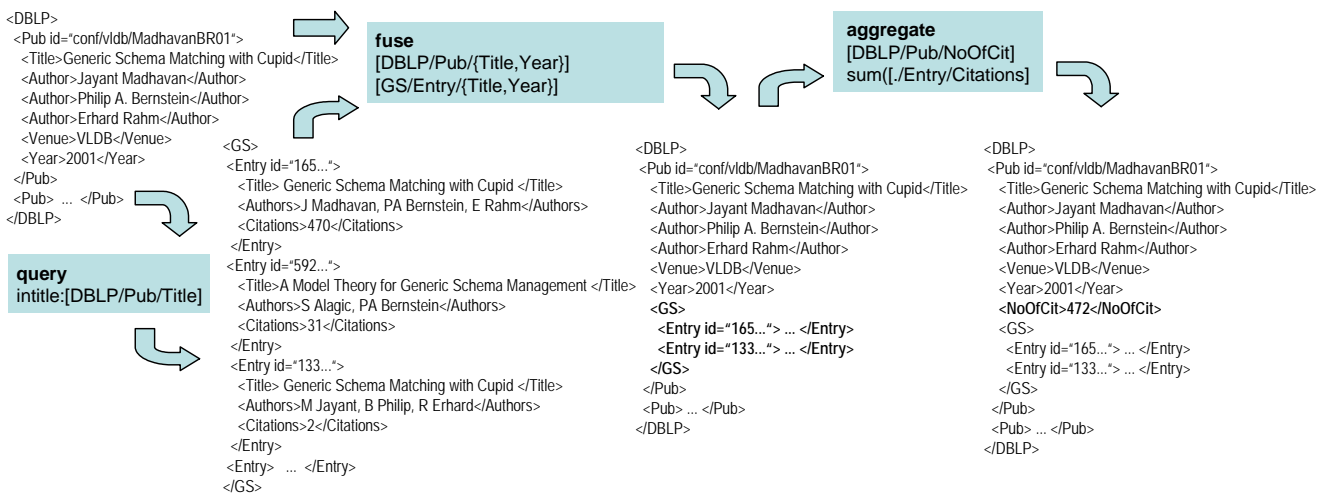 <DBLP>
<Pub id="conf/vldb/MadhavanBR01">
<Title>Generic Schema Matching with Cupid</Title>
<Author>Jayant Madhavan</Author>
<Author>Philip A. Bernstein</Author>
<Author>Erhard Rahm</Author>
<Venue>VLDB</Venue>
<Year>2001</Year>
</Pub>
<Pub> ... </Pub>
</DBLP>
query
intitle:[DBLP/Pub/Title]
<GS>
<Entry id="165...">
<Title> Generic Schema Matching with Cupid </Title>
<Authors>J Madhavan, PA Bernstein, E Rahm</Authors>
<Citations>470</Citations>
</Entry>
<Entry id="592...">
<Title>A Model Theory for Generic Schema Management </Title>
<Authors>S Alagic, PA Bernstein</Authors>
<Citations>31</Citations>
</Entry>
<Entry id="133...">
<Title> Generic Schema Matching with Cupid </Title>
<Authors>M Jayant, B Philip, R Erhard</Authors>
<Citations>2</Citations>
</Entry>
<Entry> ... </Entry>
</GS>
fuse
[DBLP/Pub/{Title,Year}]
[GS/Entry/{Title,Year}]
<DBLP>
<Pub id="conf/vldb/MadhavanBR01">
<Title>Generic Schema Matching with Cupid</Title>
<Author>Jayant Madhavan</Author>
<Author>Philip A. Bernstein</Author>
<Author>Erhard Rahm</Author>
<Venue>VLDB</Venue>
<Year>2001</Year>
<GS>
<Entry id="165..."> ... </Entry>
<Entry id="133..."> ... </Entry>
</GS>
</Pub>
<Pub> ... </Pub>
</DBLP>
aggregate
[DBLP/Pub/NoOfCit]
sum([./Entry/Citations]
<DBLP>
<Pub id="conf/vldb/MadhavanBR01">
<Title>Generic Schema Matching with Cupid</Title>
<Author>Jayant Madhavan</Author>
<Author>Philip A. Bernstein</Author>
<Author>Erhard Rahm</Author>
<Venue>VLDB</Venue>
<Year>2001</Year>
<NoOfCit>472</NoOfCit>
<GS>
<Entry id="165..."> ... </Entry>
<Entry id="133..."> ... </Entry>
</GS>
</Pub>
<Pub> ... </Pub>
</DBLP>